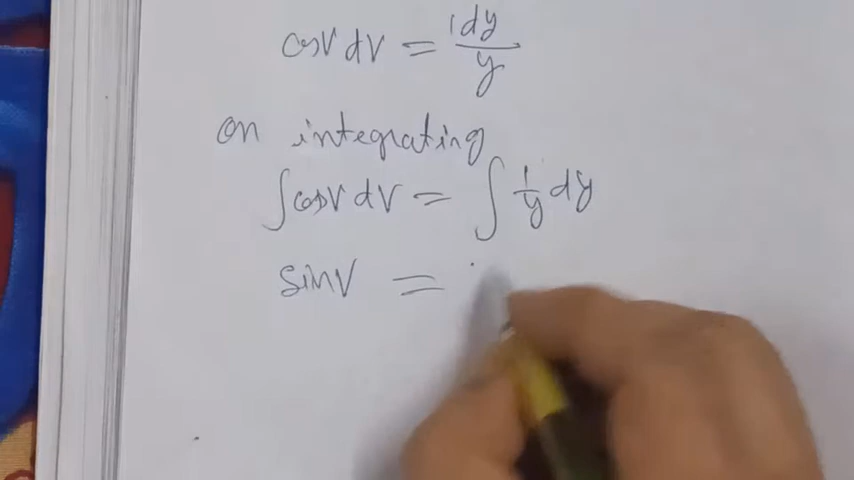 cosV dV = 1dy/y
on integrating
∫cosV dV = ∫ 1/y dy
sinV =